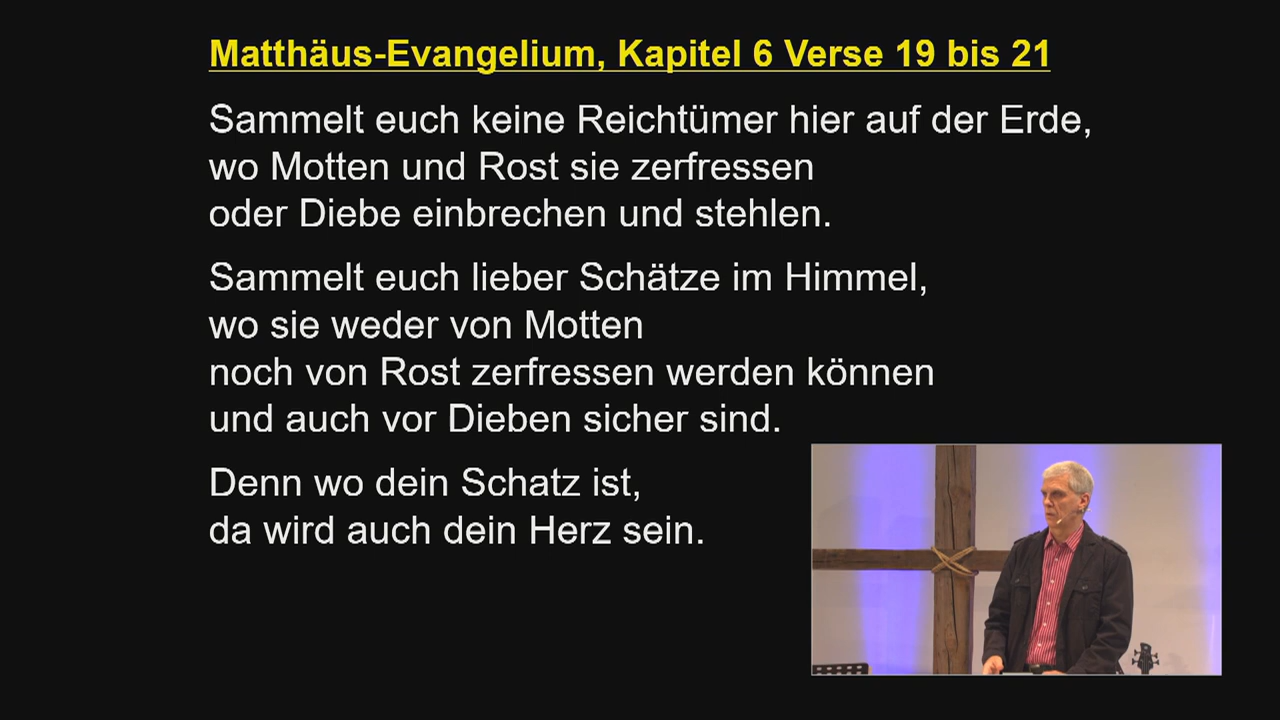 Matthäus-Evangelium, Kapitel 6 Verse 19 bis 21
Sammelt euch keine Reichtümer hier auf der Erde,
wo Motten und Rost sie zerfressen
oder Diebe einbrechen und stehlen.
Sammelt euch lieber Schätze im Himmel,
wo sie weder von Motten
noch von Rost zerfressen werden können
und auch vor Dieben sicher sind.
Denn wo dein Schatz ist,
da wird auch dein Herz sein.